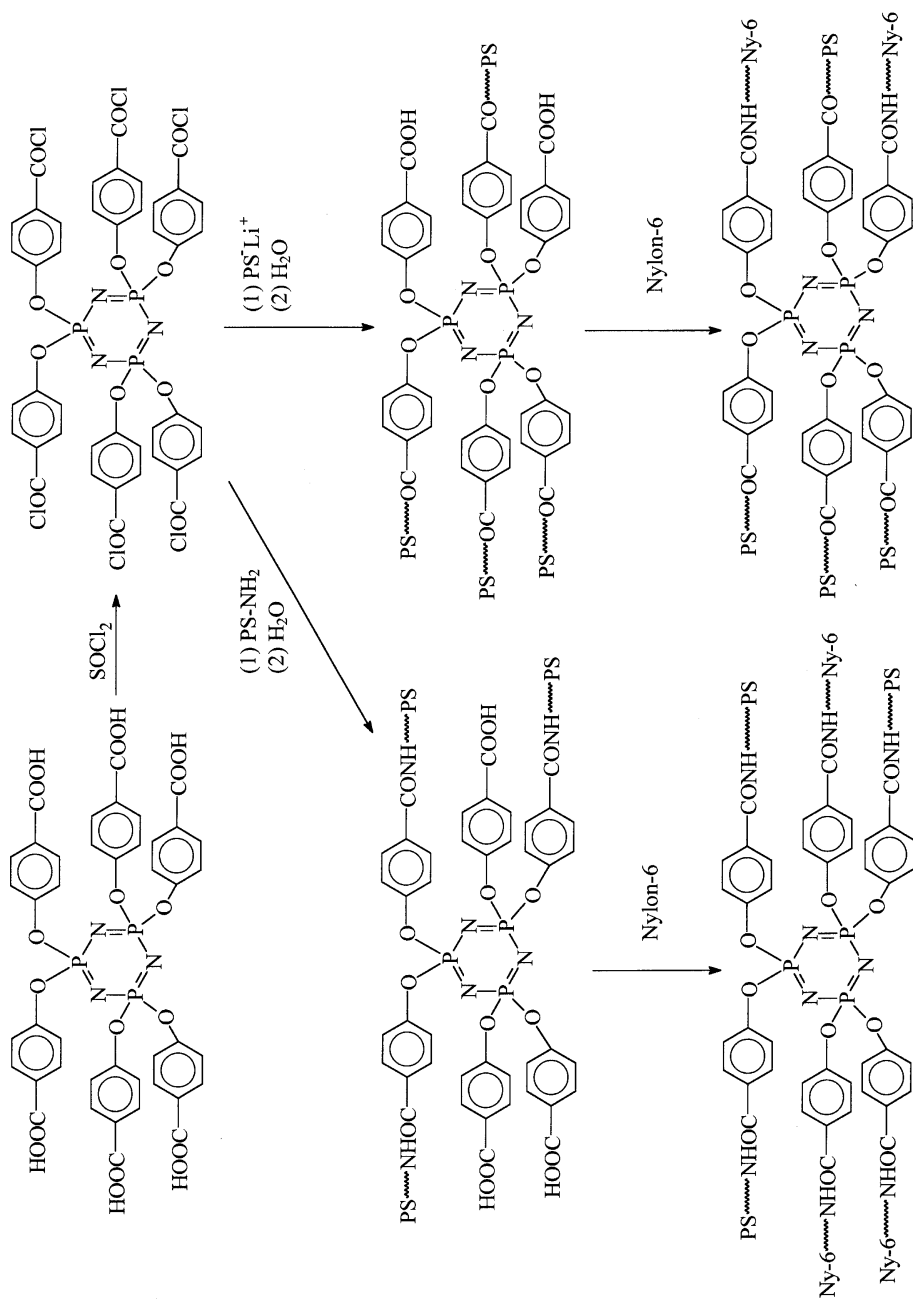 HOOC O O COOH
P
N N
HOOC O P P O COOH
O N O
HOOC COOH
SOCl2
ClOC O O COCl
P
N N
ClOC O P P O COCl
O N O
ClOC COCl
(1) PS-NH2
(2) H2O
(1) PS-Li+
(2) H2O
PS NHOC O O CONH PS
P
N N
HOOC O P P O COOH
O N O
HOOC CONH PS
PS OC O O COOH
P
N N
PS OC O P P O CO PS
O N O
PS OC COOH
Nylon-6
Nylon-6
PS NHOC O O CONH PS
P
N N
Ny-6 NHOC O P P O CONH Ny-6
O N O
Ny-6 NHOC CONH PS
PS OC O O CONH Ny-6
P
N N
PS OC O P P O CO PS
O N O
PS OC CONH Ny-6